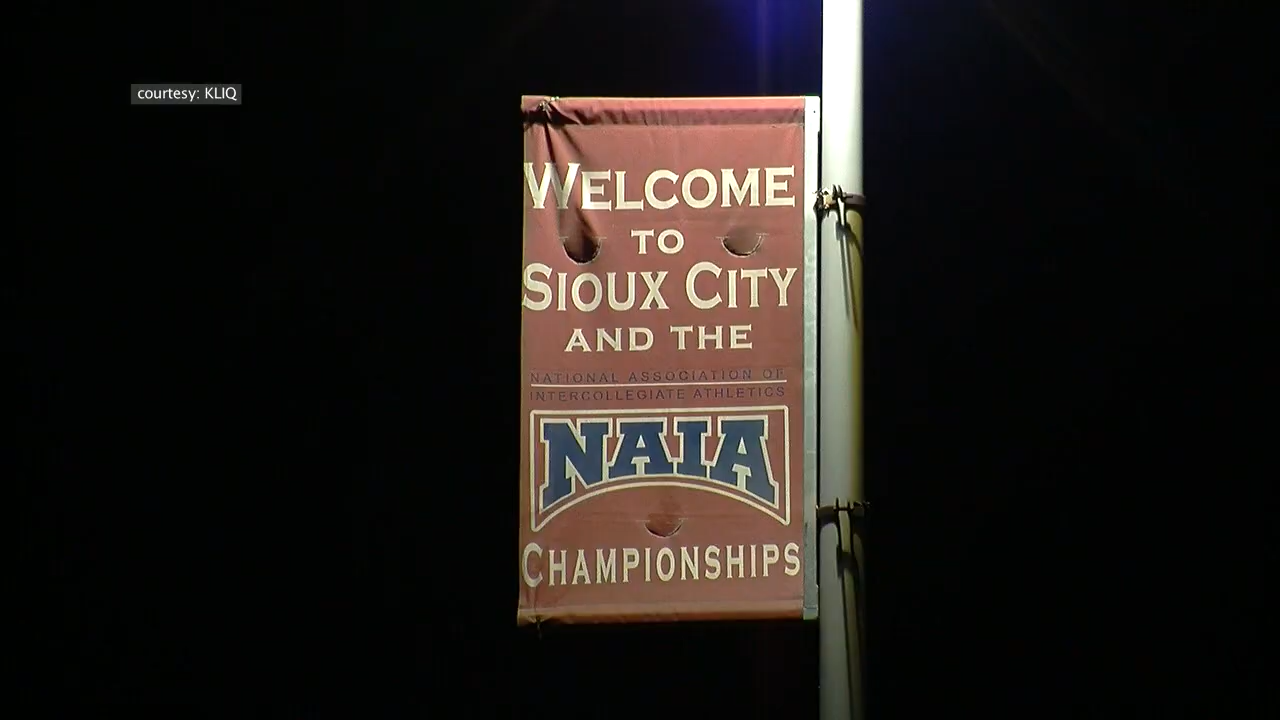 courtesy: KLIQ
WELCOME
TO
SIOUX CITY
AND THE
NATIONAL ASSOCIATION OF
INTERCOLLEGIATE ATHLETICS
NAIA
CHAMPIONSHIPS